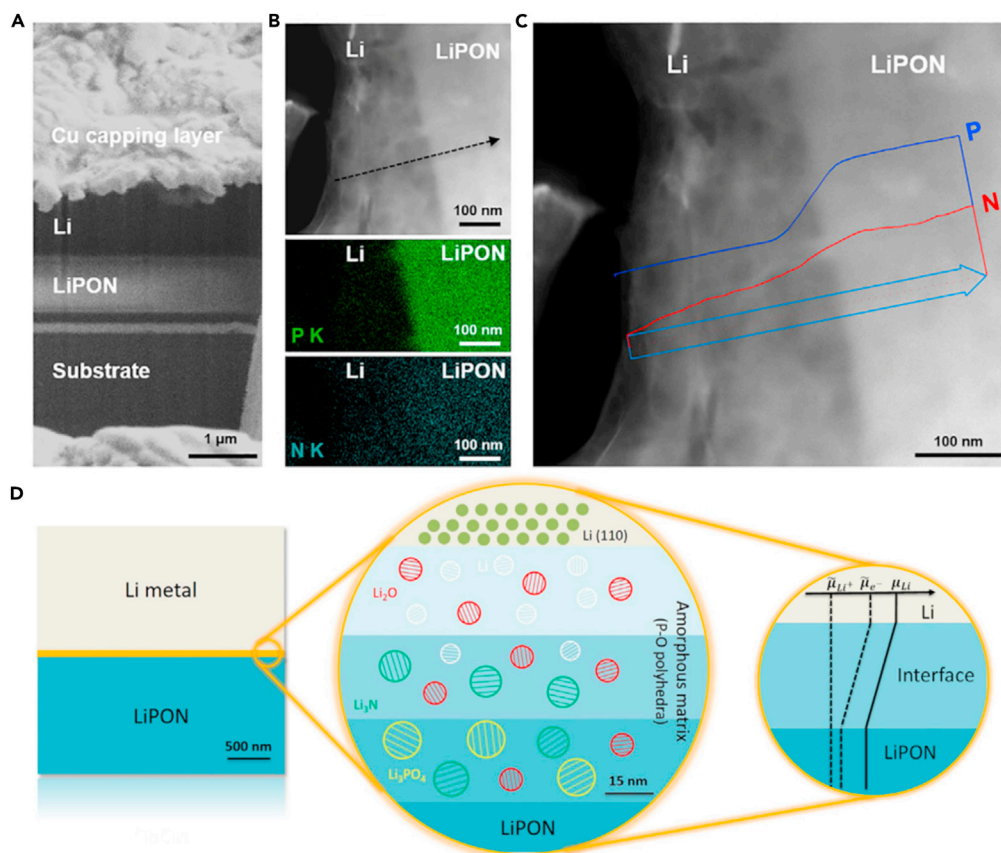 A
Cu capping layer
Li
LiPON
Substrate
1 µm
B
Li
LiPON
100 nm
Li
LiPON
P K
100 nm
Li
LiPON
N K
100 nm
C
Li
LiPON
P
N
100 nm
D
Li metal
LiPON
500 nm
Li (110)
Li
Li₂O
Li₃N
Li₃PO₄
Amorphous matrix
(P-O polyhedra)
15 nm
LiPON
μ̃Li⁺ μ̃e⁻ μLi
Li
Interface
LiPON